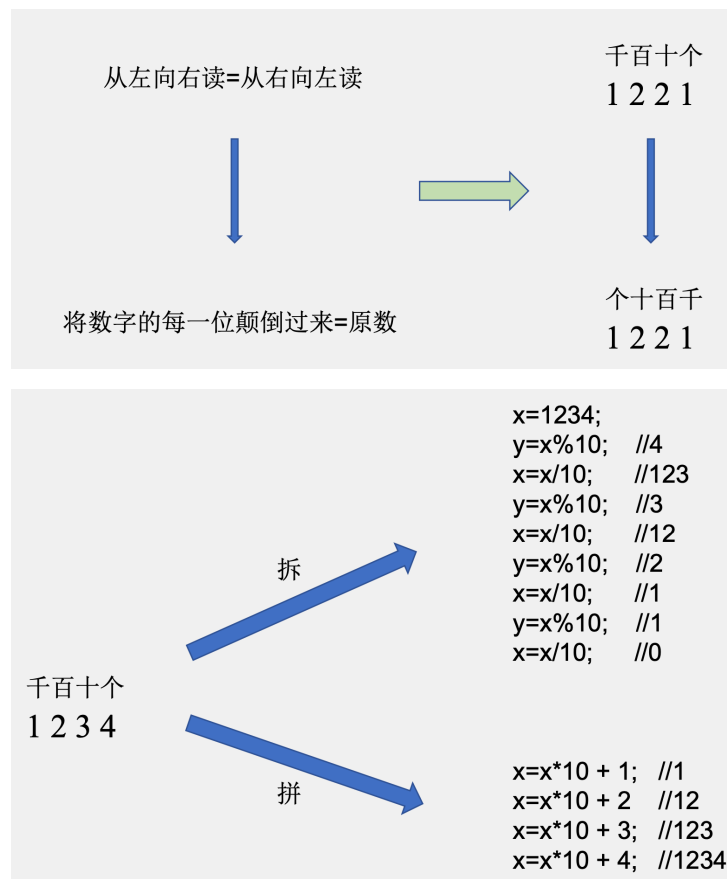 从左向右读=从右向左读
千百十个
1 2 2 1
将数字的每一位颠倒过来=原数
个十百千
1 2 2 1
x=1234;
y=x%10; //4
x=x/10; //123
y=x%10; //3
x=x/10; //12
y=x%10; //2
x=x/10; //1
y=x%10; //1
x=x/10; //0
拆
千百十个
1 2 3 4
拼
x=x*10 + 1; //1
x=x*10 + 2 //12
x=x*10 + 3; //123
x=x*10 + 4; //1234